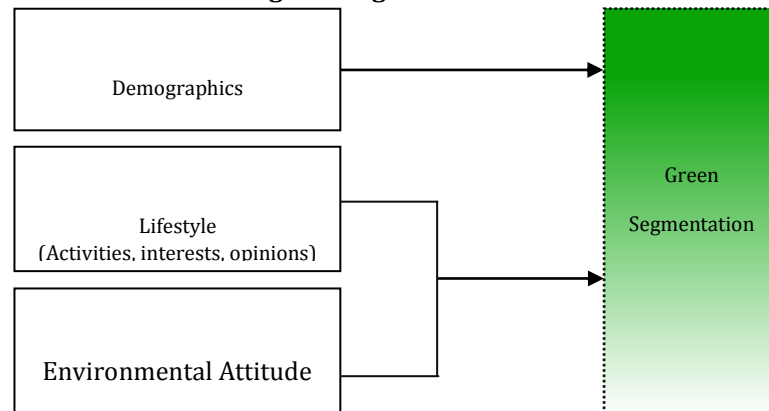 Demographics
Lifestyle
(Activities, interests, opinions)
Environmental Attitude
Green
Segmentation